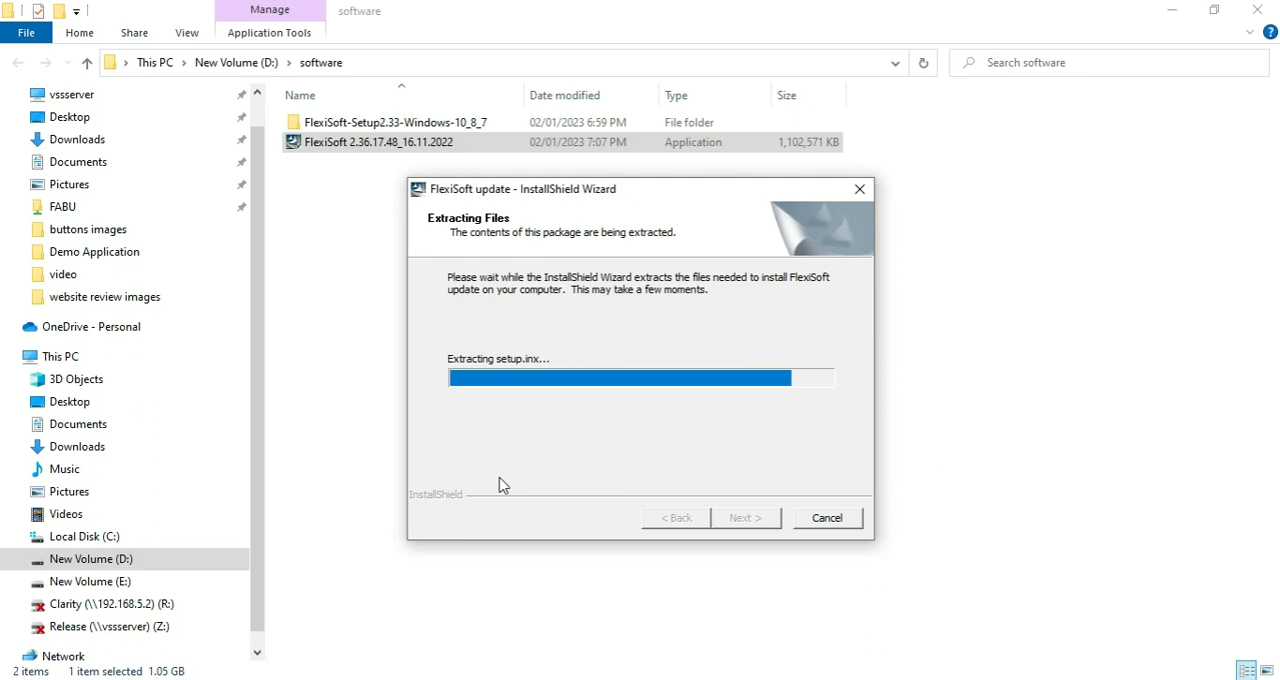 Manage
software
File
Home
Share
View
Application Tools
This PC
New Volume (D:)
software
Search software
Name
Date modified
Type
Size
vssserver
Desktop
Downloads
Documents
Pictures
FABU
buttons images
Demo Application
video
website review images
OneDrive - Personal
This PC
3D Objects
Desktop
Documents
Downloads
Music
Pictures
Videos
Local Disk (C:)
New Volume (D:)
New Volume (E:)
Clarity (\\192.168.5.2) (R:)
Release (\\vssserver) (Z:)
Network
FlexiSoft-Setup2.33-Windows-10_8_7 02/01/2023 6:59 PM File folder
FlexiSoft 2.36.17.48_16.11.2022 02/01/2023 7:07 PM Application 1,102,571 KB
FlexiSoft update - InstallShield Wizard
Extracting Files
The contents of this package are being extracted.
Please wait while the InstallShield Wizard extracts the files needed to install FlexiSoft
update on your computer. This may take a few moments.
Extracting setup.inx...
InstallShield
< Back
Next >
Cancel
2 items 1 item selected 1.05 GB